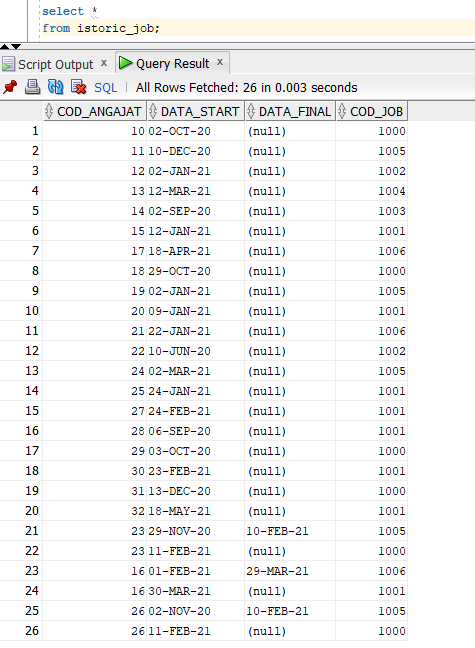 select *
from istoric_job;
Script Output x Query Result x
SQL | All Rows Fetched: 26 in 0.003 seconds
COD_ANGAJAT DATA_START DATA_FINAL COD_JOB
1 10 02-OCT-20 (null) 1000
2 11 10-DEC-20 (null) 1005
3 12 02-JAN-21 (null) 1002
4 13 12-MAR-21 (null) 1004
5 14 02-SEP-20 (null) 1003
6 15 12-JAN-21 (null) 1001
7 17 18-APR-21 (null) 1006
8 18 29-OCT-20 (null) 1000
9 19 02-JAN-21 (null) 1005
10 20 09-JAN-21 (null) 1001
11 21 22-JAN-21 (null) 1006
12 22 10-JUN-20 (null) 1002
13 24 02-MAR-21 (null) 1005
14 25 24-JAN-21 (null) 1001
15 27 24-FEB-21 (null) 1001
16 28 06-SEP-20 (null) 1001
17 29 03-OCT-20 (null) 1000
18 30 23-FEB-21 (null) 1001
19 31 13-DEC-20 (null) 1000
20 32 18-MAY-21 (null) 1001
21 23 29-NOV-20 10-FEB-21 1005
22 23 11-FEB-21 (null) 1000
23 16 01-FEB-21 29-MAR-21 1006
24 16 30-MAR-21 (null) 1001
25 26 02-NOV-20 10-FEB-21 1005
26 26 11-FEB-21 (null) 1000